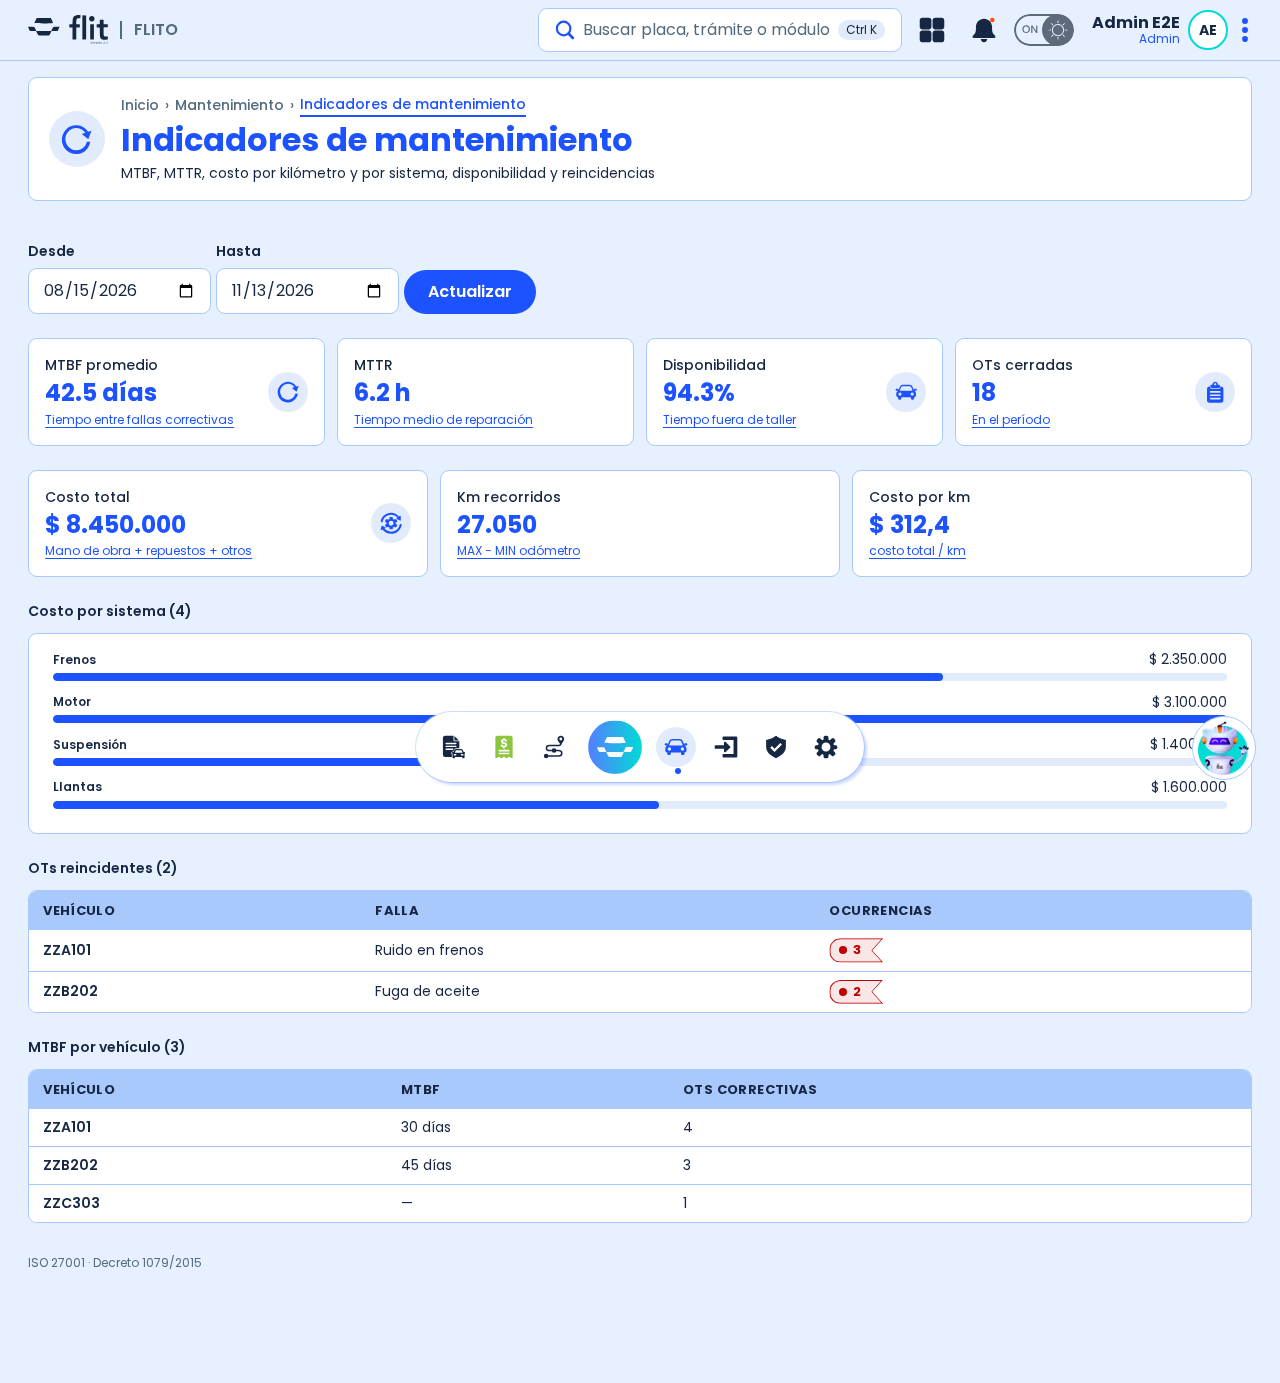 flit
FLITO
Buscar placa, trámite o módulo
Ctrl K
ON
Admin E2E
Admin
AE
Inicio › Mantenimiento › Indicadores de mantenimiento
Indicadores de mantenimiento
MTBF, MTTR, costo por kilómetro y por sistema, disponibilidad y reincidencias
Desde
Hasta
08/15/2026
11/13/2026
Actualizar
MTBF promedio
42.5 días
Tiempo entre fallas correctivas
MTTR
6.2 h
Tiempo medio de reparación
Disponibilidad
94.3%
Tiempo fuera de taller
OTs cerradas
18
En el período
Costo total
$ 8.450.000
Mano de obra + repuestos + otros
Km recorridos
27.050
MAX - MIN odómetro
Costo por km
$ 312,4
costo total / km
Costo por sistema (4)
Frenos
$ 2.350.000
Motor
$ 3.100.000
Suspensión
$ 1.400
Llantas
$ 1.600.000
OTs reincidentes (2)
VEHÍCULO FALLA OCURRENCIAS
ZZA101 Ruido en frenos 3
ZZB202 Fuga de aceite 2
MTBF por vehículo (3)
VEHÍCULO MTBF OTS CORRECTIVAS
ZZA101 30 días 4
ZZB202 45 días 3
ZZC303 — 1
ISO 27001 · Decreto 1079/2015